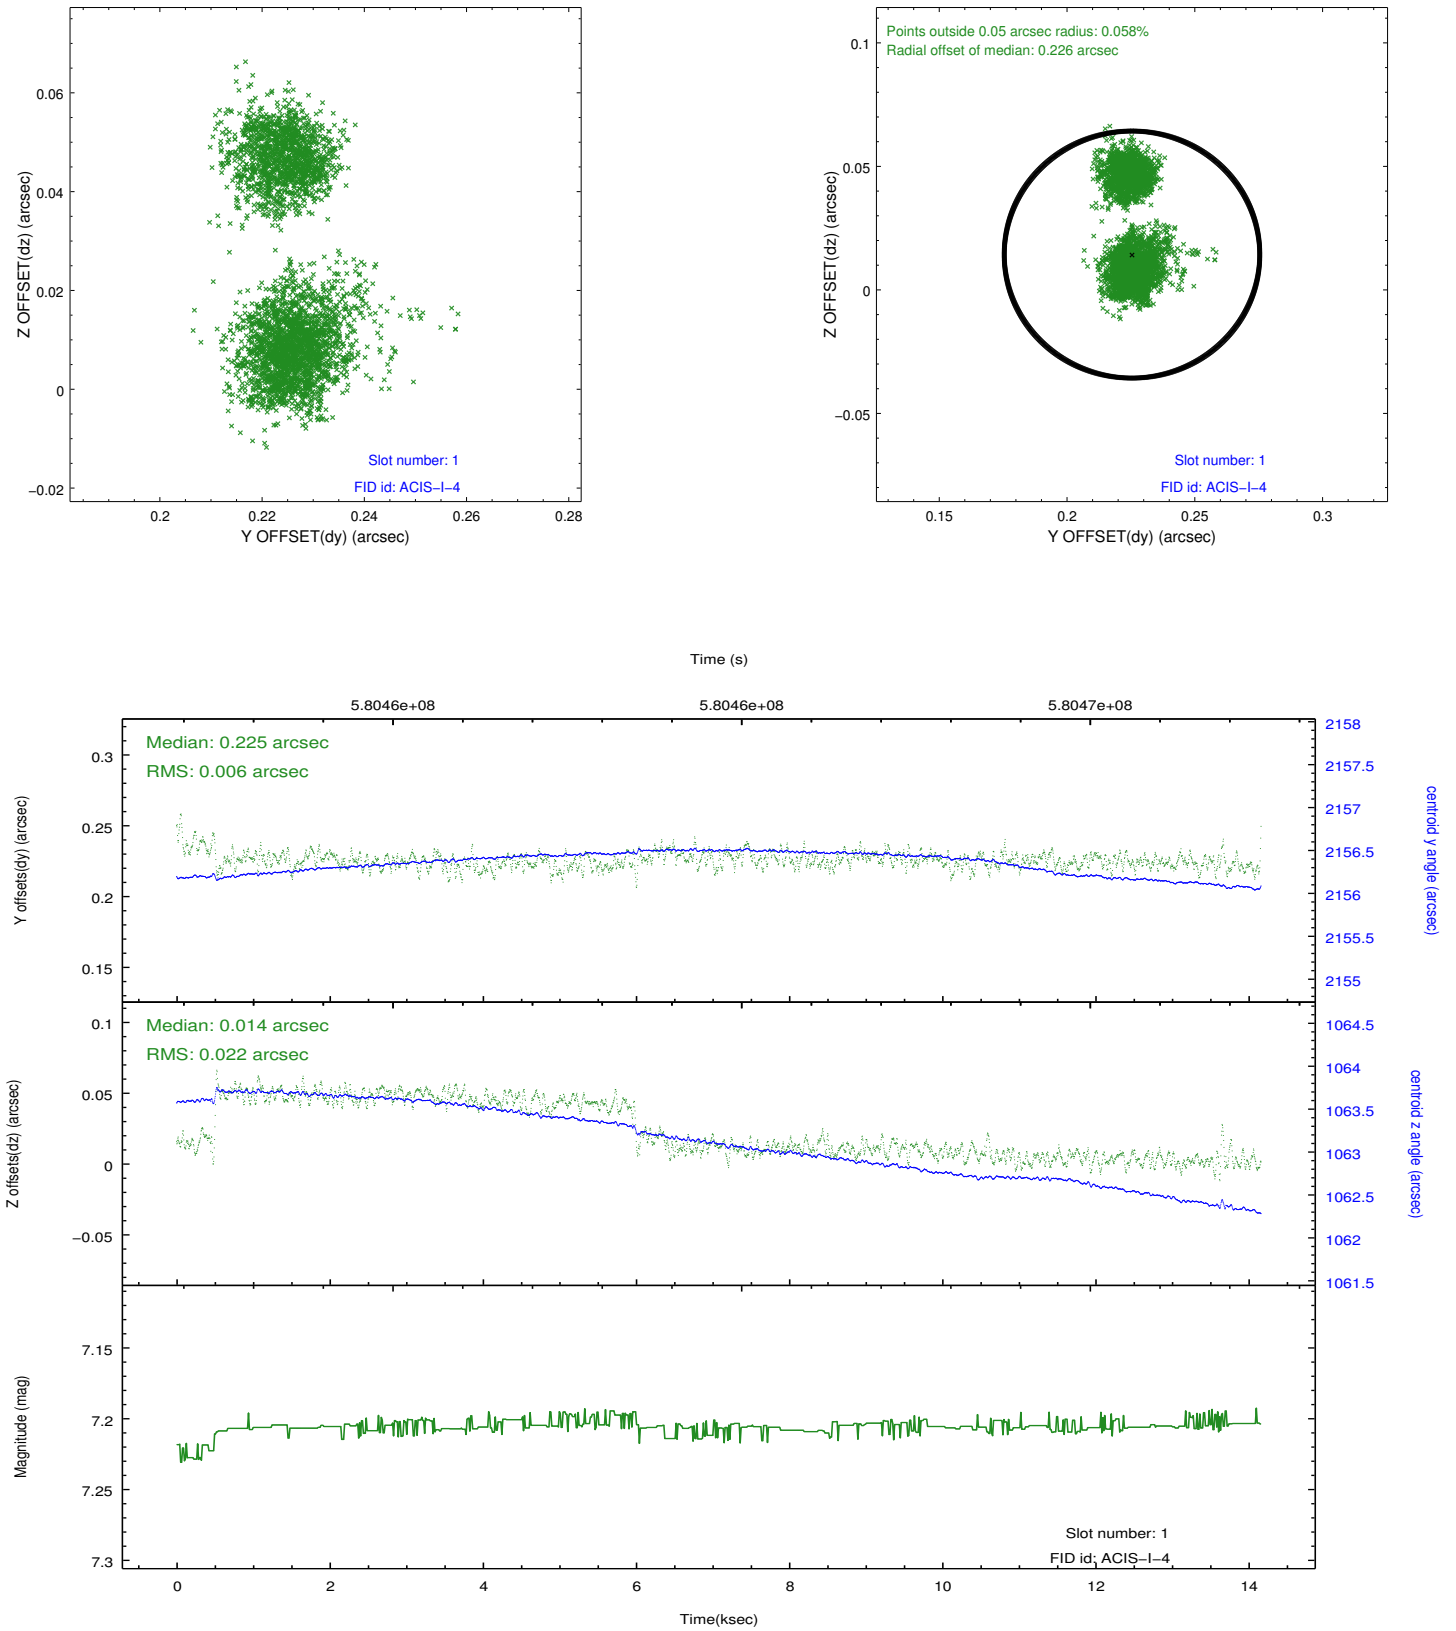 0.06
0.04
0.02
0
−0.02
Z OFFSET(dz) (arcsec)
Slot number: 1
FID id: ACIS−I−4
0.2 0.22 0.24 0.26 0.28
Y OFFSET(dy) (arcsec)
Points outside 0.05 arcsec radius: 0.058%
Radial offset of median: 0.226 arcsec
0.1
0.05
0
−0.05
Z OFFSET(dz) (arcsec)
Slot number: 1
FID id: ACIS−I−4
0.15 0.2 0.25 0.3
Y OFFSET(dy) (arcsec)
Time (s)
5.8046e+08 5.8046e+08 5.8047e+08
Median: 0.225 arcsec
RMS: 0.006 arcsec
0.3
0.25
0.2
0.15
Y offsets(dy) (arcsec)
2158
2157.5
2157
2156.5
2156
2155.5
2155
centroid y angle (arcsec)
Median: 0.014 arcsec
RMS: 0.022 arcsec
0.1
0.05
0
−0.05
Z offsets(dz) (arcsec)
1064.5
1064
1063.5
1063
1062.5
1062
1061.5
centroid z angle (arcsec)
7.15
7.2
7.25
7.3
Magnitude (mag)
Slot number: 1
FID id: ACIS−I−4
0 2 4 6 8 10 12 14
Time(ksec)